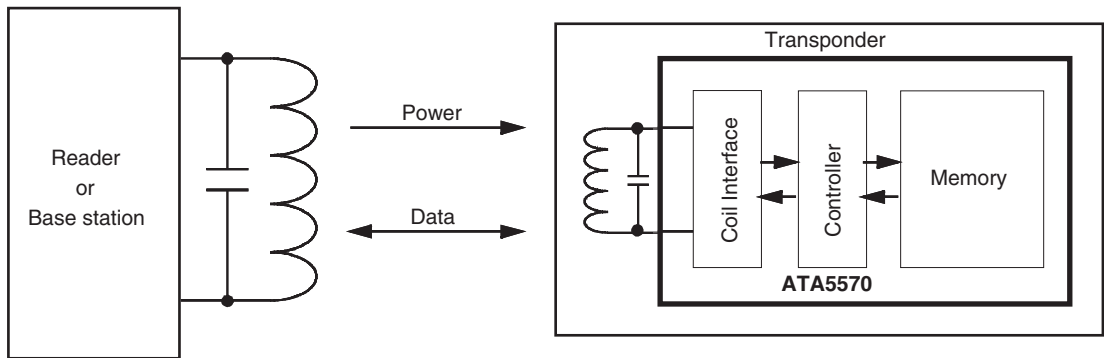 Reader
or
Base station
Power
Data
Transponder
Coil Interface
Controller
Memory
ATA5570